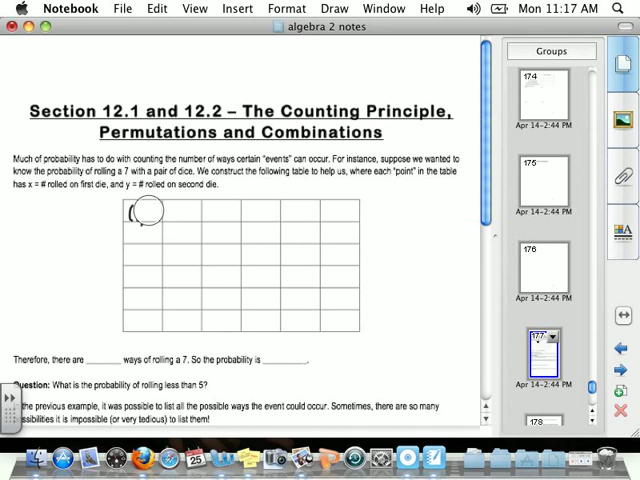 Notebook File Edit View Insert Format Draw Window Help Mon 11:17 AM
algebra 2 notes
Section 12.1 and 12.2 – The Counting Principle,
Permutations and Combinations
Much of probability has to do with counting the number of ways certain "events" can occur. For instance, suppose we wanted to
know the probability of rolling a 7 with a pair of dice. We construct the following table to help us, where each "point" in the table
has x = # rolled on first die, and y = # rolled on second die.
Therefore, there are ________ ways of rolling a 7. So the probability is _________.
Question: What is the probability of rolling less than 5?
the previous example, it was possible to list all the possible ways the event could occur. Sometimes, there are so many
possibilities it is impossible (or very tedious) to list them!
Groups
174
Apr 14-2:44 PM
175
Apr 14-2:44 PM
176
Apr 14-2:44 PM
177
Apr 14-2:44 PM
178
25